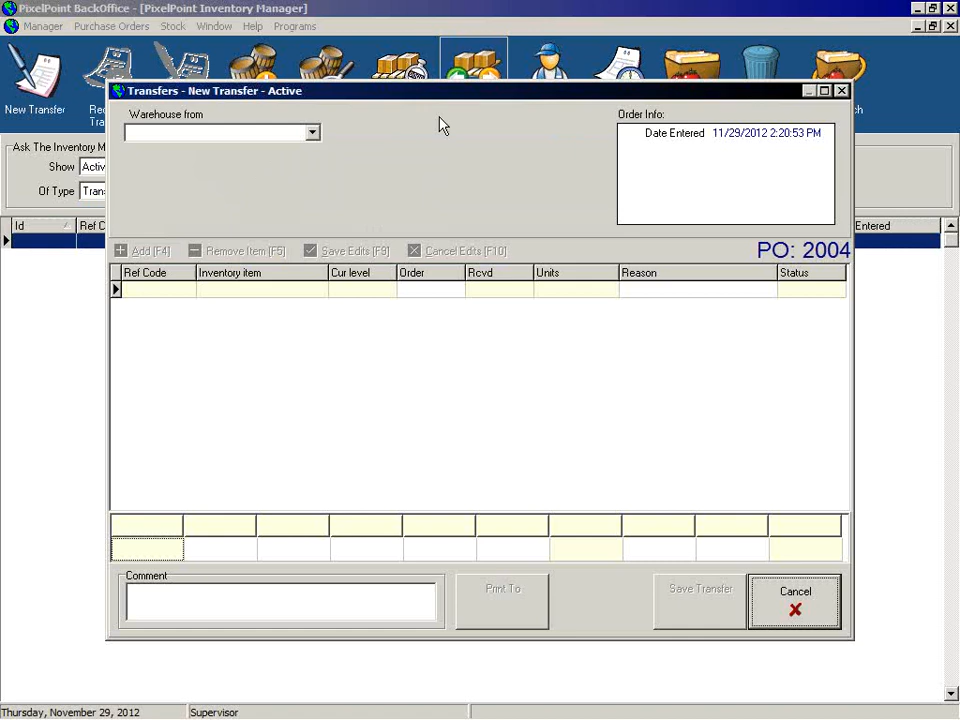 PixelPoint BackOffice - [PixelPoint Inventory Manager]
Manager Purchase Orders Stock Window Help Programs
New Transfer
Transfers - New Transfer - Active
Warehouse from
Order Info:
Date Entered 11/29/2012 2:20:53 PM
Ask The Inventory M
Show Activ
Of Type Tran
Id Ref C Entered
Add [F4] Remove Item [F5] Save Edits [F9] Cancel Edits [F10] PO: 2004
Ref Code Inventory item Cur level Order Rcvd Units Reason Status
Comment
Print To
Save Transfer
Cancel
Thursday, November 29, 2012 Supervisor